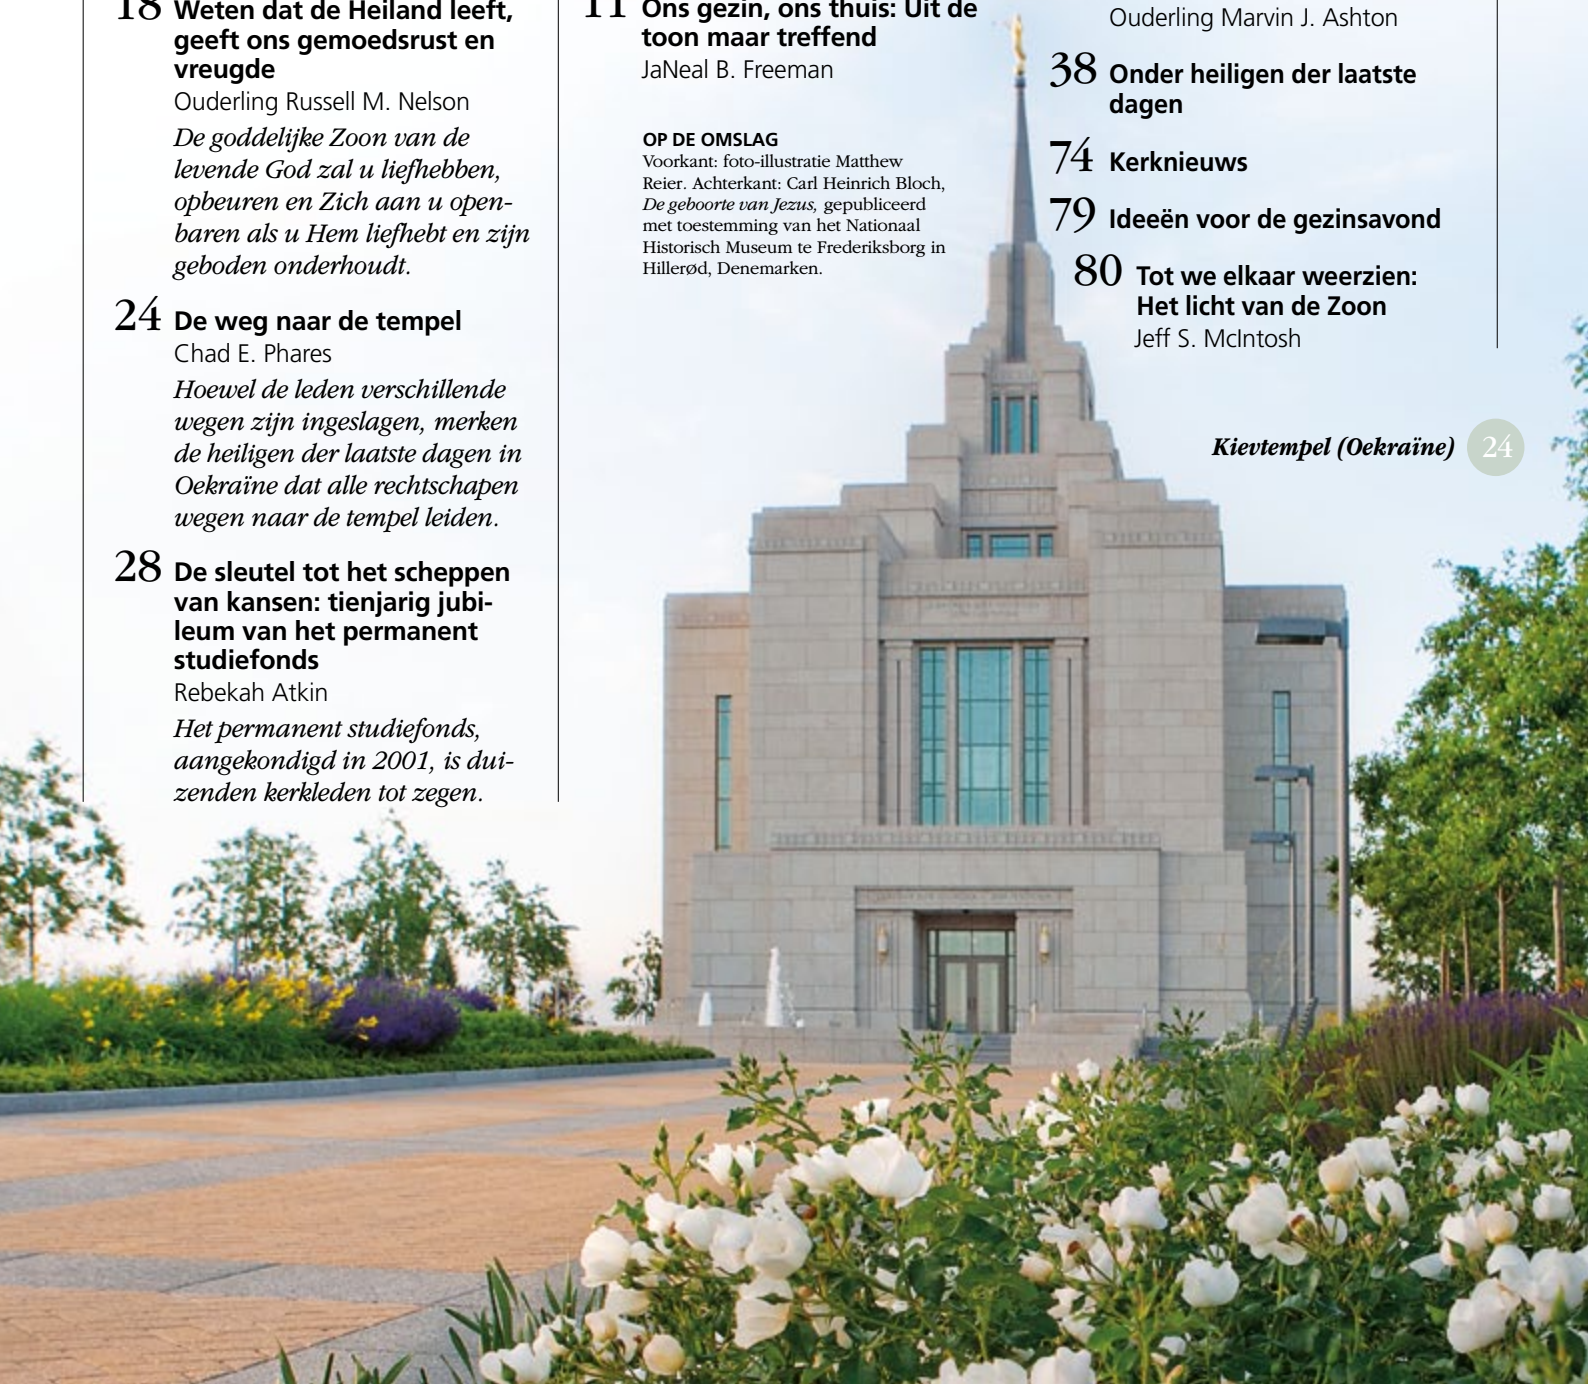 18 Weten dat de Heiland leeft,
geeft ons gemoedsrust en
vreugde
Ouderling Russell M. Nelson
De goddelijke Zoon van de
levende God zal u liefhebben,
opbeuren en Zich aan u open-
baren als u Hem liefhebt en zijn
geboden onderhoudt.
24 De weg naar de tempel
Chad E. Phares
Hoewel de leden verschillende
wegen zijn ingeslagen, merken
de heiligen der laatste dagen in
Oekraïne dat alle rechtschapen
wegen naar de tempel leiden.
28 De sleutel tot het scheppen
van kansen: tienjarig jubi-
leum van het permanent
studiefonds
Rebekah Atkin
Het permanent studiefonds,
aangekondigd in 2001, is dui-
zenden kerkleden tot zegen.
11 Ons gezin, ons thuis: Uit de
toon maar treffend
JaNeal B. Freeman
OP DE OMSLAG
Voorkant: foto-illustratie Matthew
Reier. Achterkant: Carl Heinrich Bloch,
De geboorte van Jezus, gepubliceerd
met toestemming van het Nationaal
Historisch Museum te Frederiksborg in
Hillerød, Denemarken.
Ouderling Marvin J. Ashton
38 Onder heiligen der laatste
dagen
74 Kerknieuws
79 Ideeën voor de gezinsavond
80 Tot we elkaar weerzien:
Het licht van de Zoon
Jeff S. McIntosh
Kievtempel (Oekraïne) 24